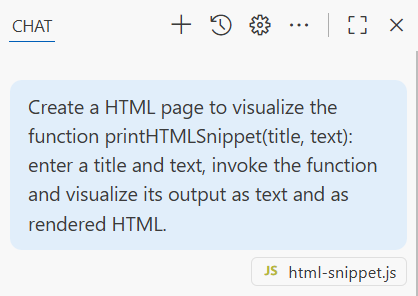 CHAT
Create a HTML page to visualize the
function printHTMLSnippet(title, text):
enter a title and text, invoke the function
and visualize its output as text and as
rendered HTML.
JS html-snippet.js